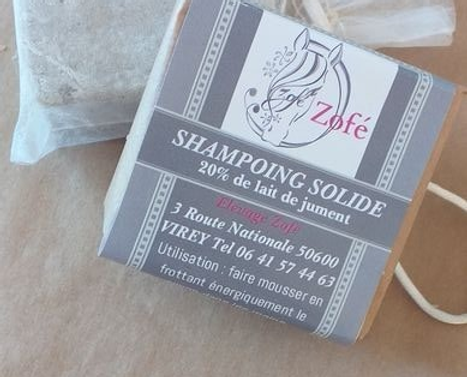 Zofé
Zofé
SHAMPOING SOLIDE
20% de lait de jument
Elevage Zofé
3 Route Nationale 50600
VIREY Tel 06 41 57 44 63
Utilisation : faire mousser en
frottant énergiquement le